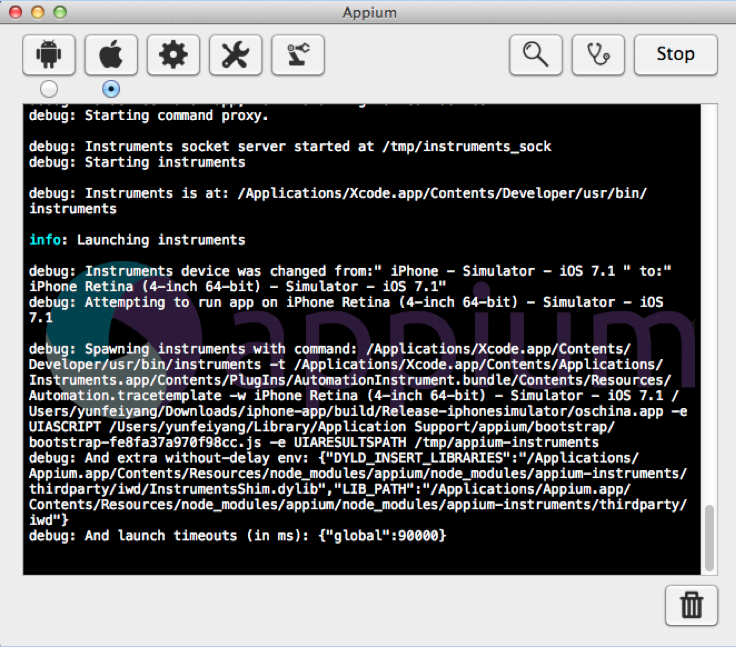 Appium
Stop
debug: Starting command proxy.
debug: Instruments socket server started at /tmp/instruments_sock
debug: Starting instruments
debug: Instruments is at: /Applications/Xcode.app/Contents/Developer/usr/bin/
instruments
info: Launching instruments
debug: Instruments device was changed from:" iPhone - Simulator - iOS 7.1 " to:"
iPhone Retina (4-inch 64-bit) - Simulator - iOS 7.1"
debug: Attempting to run app on iPhone Retina (4-inch 64-bit) - Simulator - iOS
7.1
appium
debug: Spawning instruments with command: /Applications/Xcode.app/Contents/
Developer/usr/bin/instruments -t /Applications/Xcode.app/Contents/Applications/
Instruments.app/Contents/PlugIns/AutomationInstrument.bundle/Contents/Resources/
Automation.tracetemplate -w iPhone Retina (4-inch 64-bit) - Simulator - iOS 7.1 /
Users/yunfeiyang/Downloads/iphone-app/build/Release-iphonesimulator/oschina.app -e
UIASCRIPT /Users/yunfeiyang/Library/Application Support/appium/bootstrap/
bootstrap-fe8fa37a970f98cc.js -e UIARESULTSPATH /tmp/appium-instruments
debug: And extra without-delay env: {"DYLD_INSERT_LIBRARIES":"/Applications/
Appium.app/Contents/Resources/node_modules/appium/node_modules/appium-instruments/
thirdparty/iwd/InstrumentsShim.dylib","LIB_PATH":"/Applications/Appium.app/
Contents/Resources/node_modules/appium/node_modules/appium-instruments/thirdparty/
iwd"}
debug: And launch timeouts (in ms): {"global":90000}